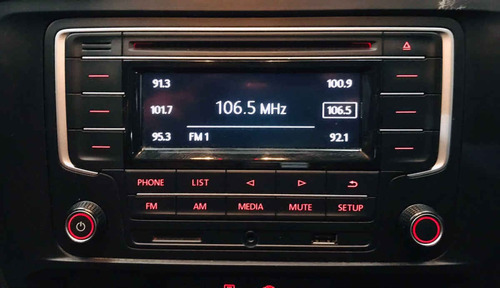 91.3 100.9
101.7 106.5 MHz 106.5
95.3 FM 1 92.1
PHONE LIST
FM AM MEDIA MUTE SETUP